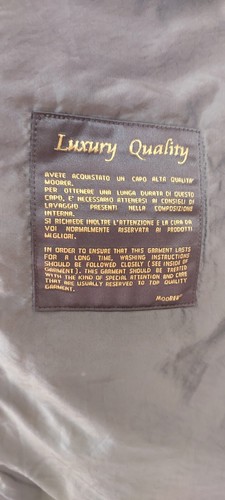 Luxury Quality
AVETE ACQUISTATO UN CAPO ALTA QUALITA'
MOORER.
PER OTTENERE UNA LUNGA DURATA DI QUESTO
CAPO, E' NECESSARIO ATTENERSI AI CONSIGLI DI
LAVAGGIO PRESENTI NELLA COMPOSIZIONE
INTERNA.
SI RICHIEDE INOLTRE L'ATTENZIONE E LA CURA DA
VOI NORMALMENTE RISERVATA AI PRODOTTI
MIGLIORI.
IN ORDER TO ENSURE THAT THIS GARMENT LASTS
FOR A LONG TIME, WASHING INSTRUCTIONS
SHOULD BE FOLLOWED CLOSELY (SEE INSIDE OF
GARMENT). THIS GARMENT SHOULD BE TREATED
WITH THE KIND OF SPECIAL ATTENTION AND CARE
THAT ARE USUALLY RESERVED TO TOP QUALITY
GARMENT.
MOORER